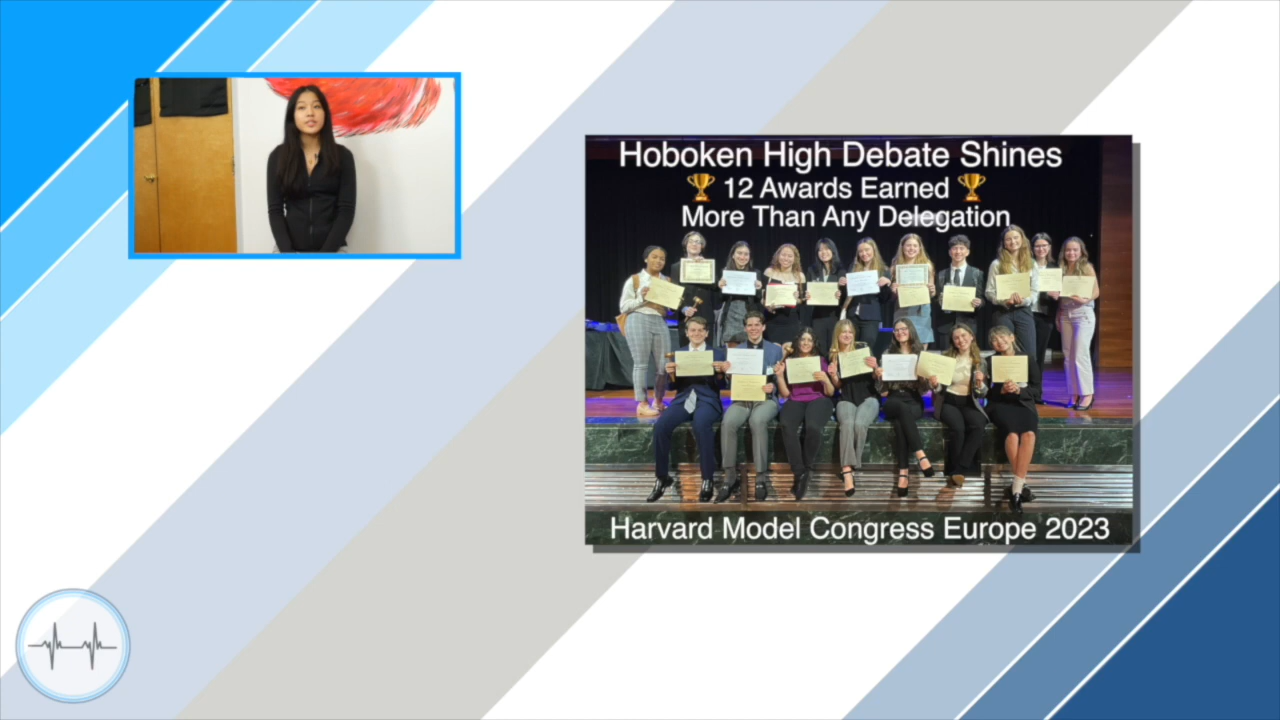 Hoboken High Debate Shines
🏆 12 Awards Earned 🏆
More Than Any Delegation
Harvard Model Congress Europe 2023